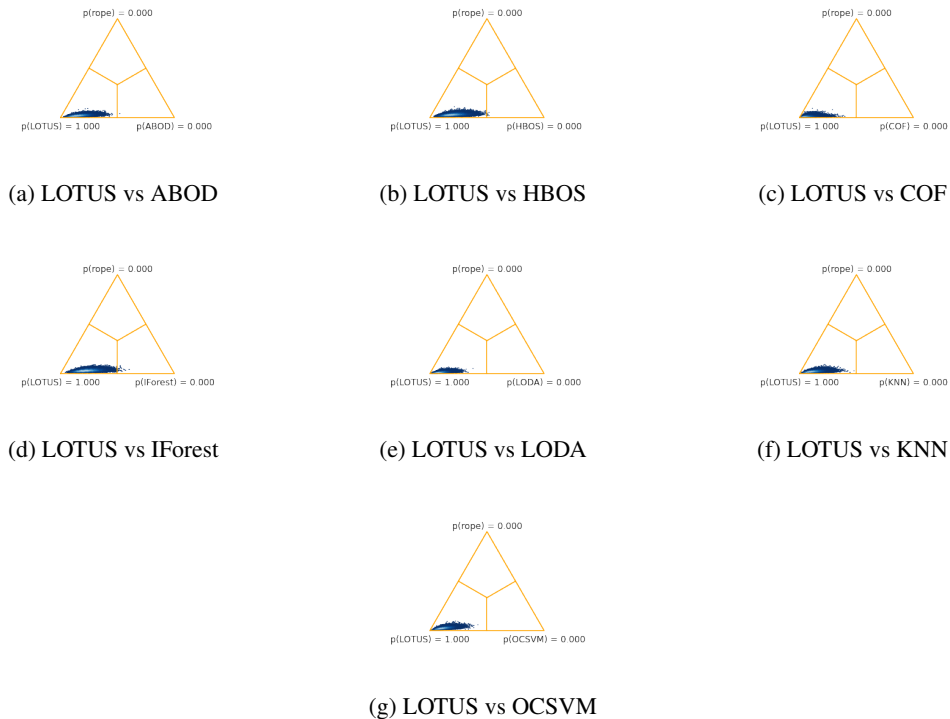 p(rope) = 0.000
p(LOTUS) = 1 000 p(ABOD) = 0.000
(a) LOTUS vs ABOD
p(rope) = 0.000
p(LOTUS) = 1 000 p(HBOS) = 0.000
(b) LOTUS vs HBOS
p(rope) = 0.000
p(LOTUS) = 1 000 p(COF) = 0.000
(c) LOTUS vs COF
p(rope) = 0.000
p(LOTUS) = 1 000 p(IForest) = 0.000
(d) LOTUS vs IForest
p(rope) = 0.000
p(LOTUS) = 1 000 p(LODA) = 0.000
(e) LOTUS vs LODA
p(rope) = 0.000
p(LOTUS) = 1 000 p(KNN) = 0.000
(f) LOTUS vs KNN
p(rope) = 0.000
p(LOTUS) = 1 000 p(OCSVM) = 0.000
(g) LOTUS vs OCSVM